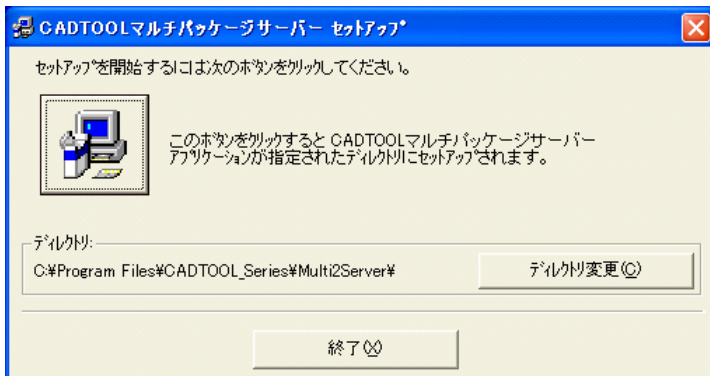 CADTOOLマルチパッケージサーバー セットアップ
セットアップを開始するには次のボタンをクリックしてください。
このボタンをクリックすると CADTOOLマルチパッケージサーバー
アプリケーションが指定されたディレクトリにセットアップされます。
ディレクトリ:
C:¥Program Files¥CADTOOL_Series¥Multi2Server¥
ディレクトリ変更(C)
終了(X)